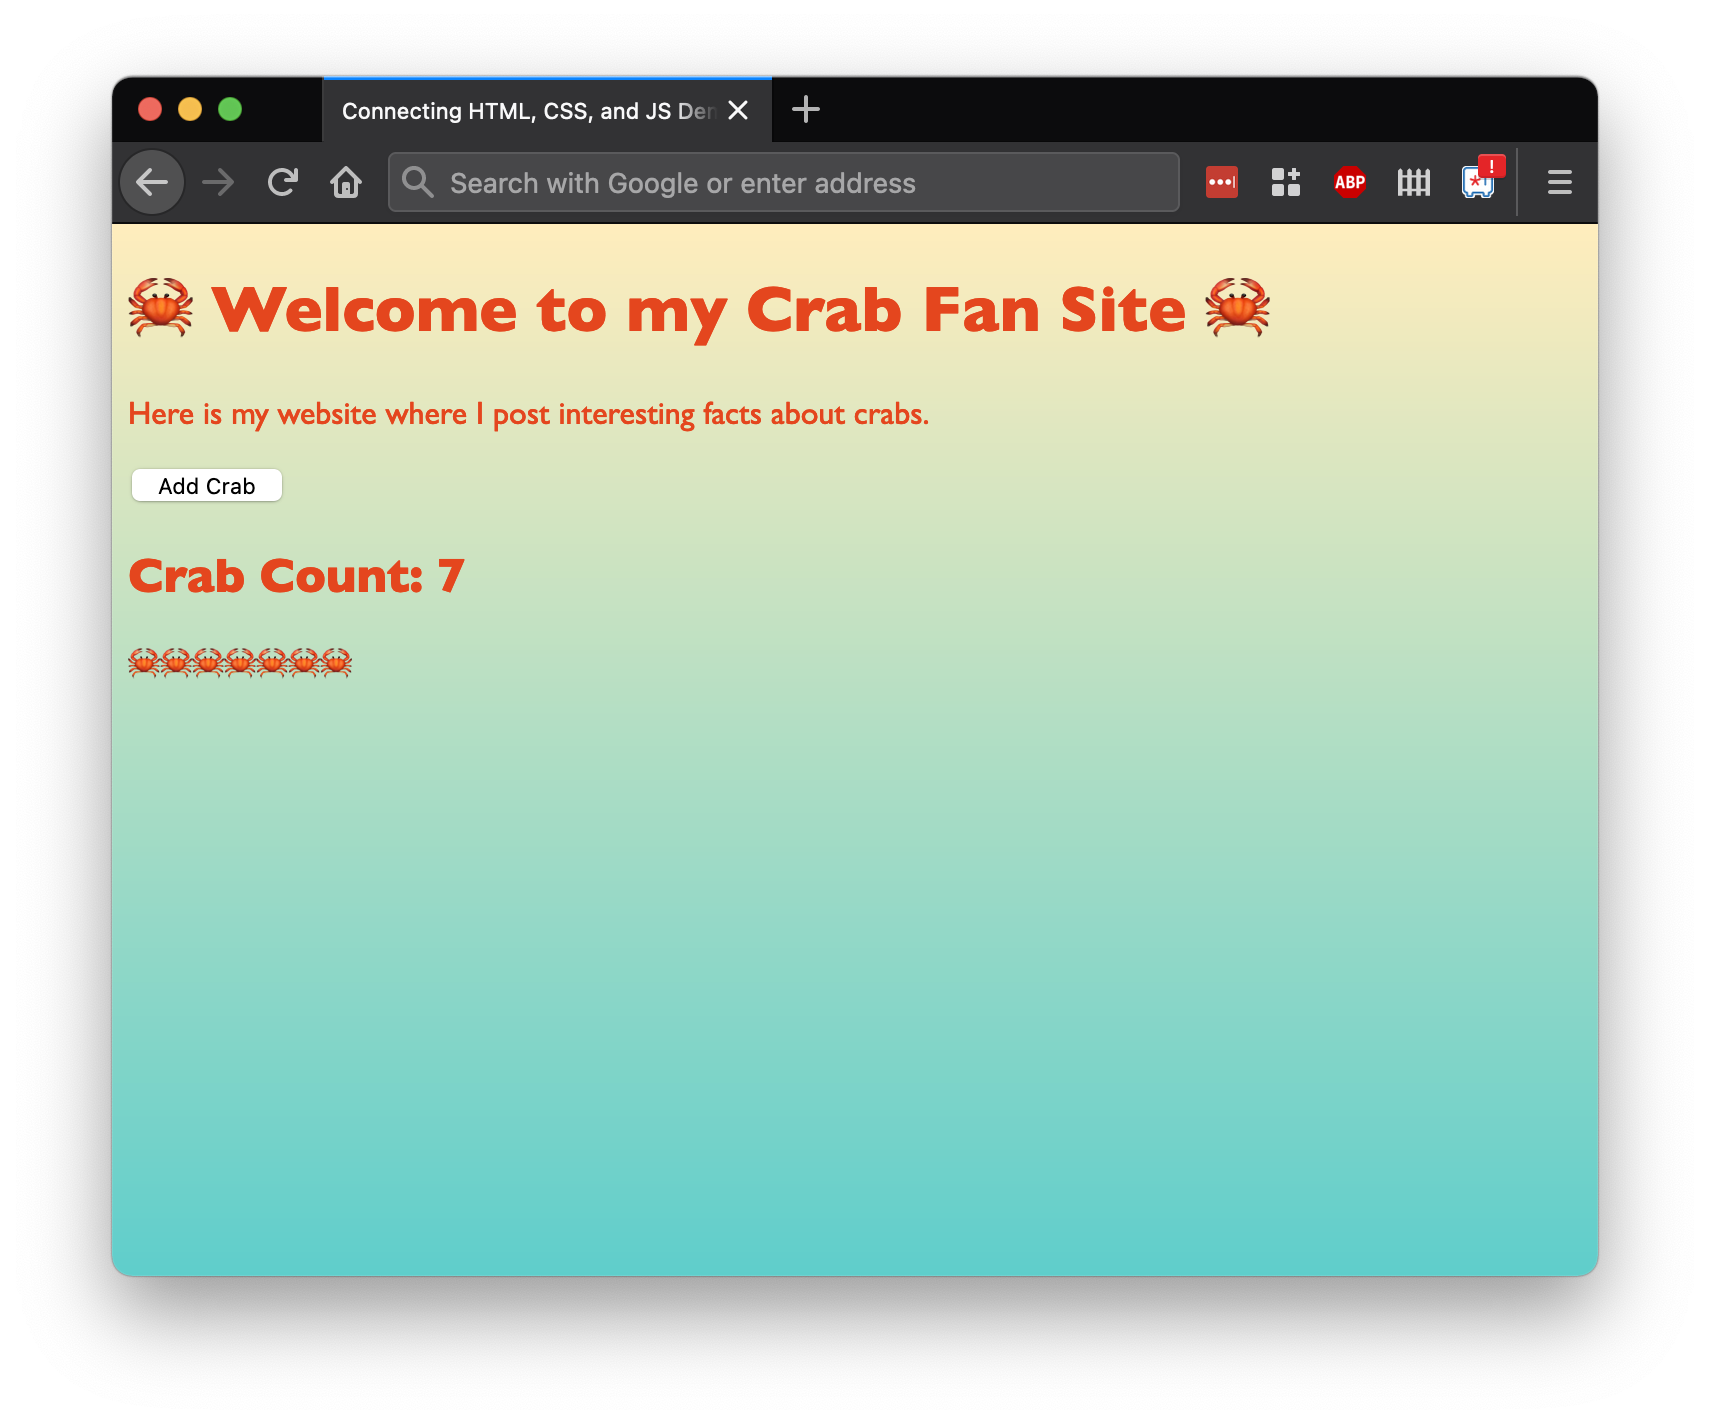 Connecting HTML, CSS, and JS Den
Search with Google or enter address
ABP
!
🦀 Welcome to my Crab Fan Site 🦀
Here is my website where I post interesting facts about crabs.
Add Crab
Crab Count: 7
🦀🦀🦀🦀🦀🦀🦀